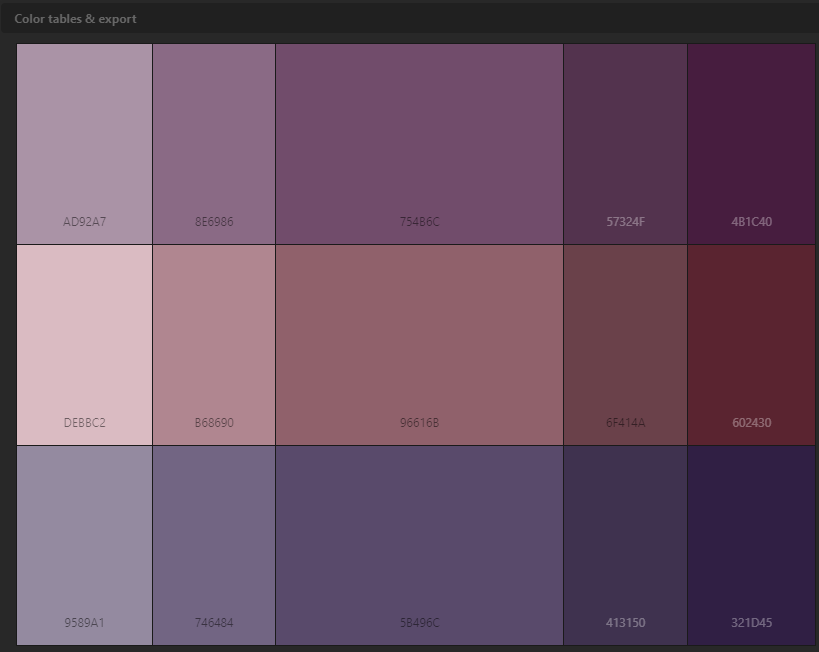 Color tables & export
AD92A7 8E6986 754B6C 57324F 4B1C40
DEBBC2 B68690 96616B 6F414A 602430
9589A1 746484 5B496C 413150 321D45